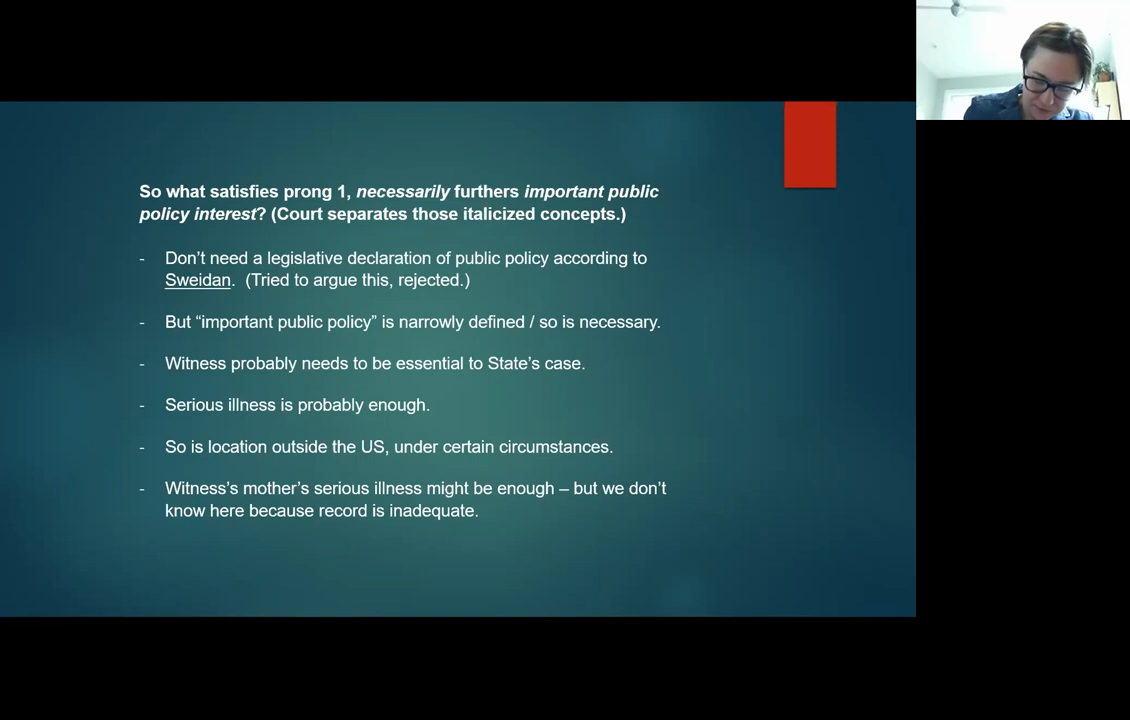 So what satisfies prong 1, necessarily furthers important public
policy interest? (Court separates those italicized concepts.)
- Don’t need a legislative declaration of public policy according to
Sweidan. (Tried to argue this, rejected.)
- But “important public policy” is narrowly defined / so is necessary.
- Witness probably needs to be essential to State’s case.
- Serious illness is probably enough.
- So is location outside the US, under certain circumstances.
- Witness’s mother’s serious illness might be enough – but we don’t
know here because record is inadequate.